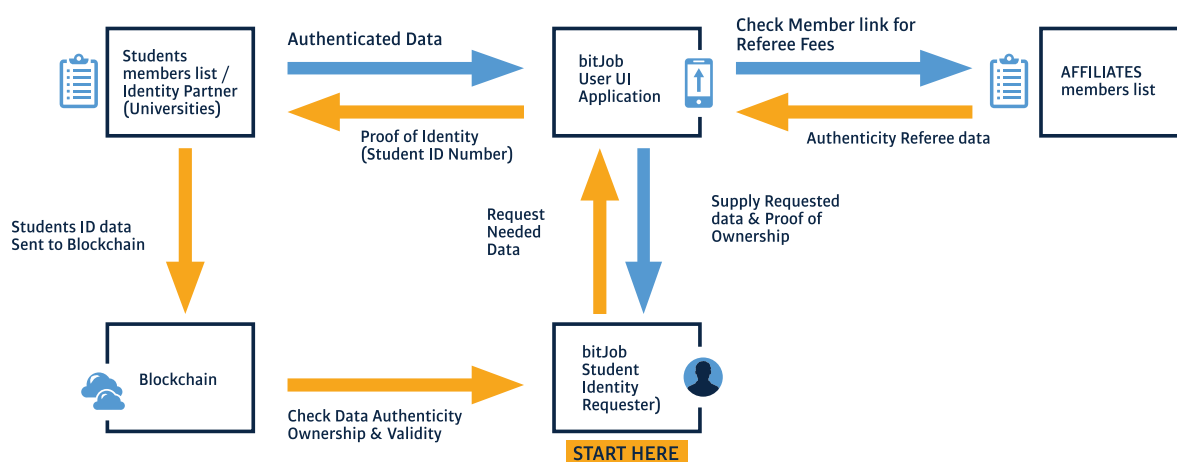 Students
members list /
Identity Partner
(Universities)
Authenticated Data
Proof of Identity
(Student ID Number)
bitJob
User UI
Application
Check Member link for
Referee Fees
Authenticity Referee data
AFFILIATES
members list
Students ID data
Sent to Blockchain
Request
Needed
Data
Supply Requested
data & Proof of
Ownership
Blockchain
Check Data Authenticity
Ownership & Validity
bitJob
Student
Identity
Requester)
START HERE